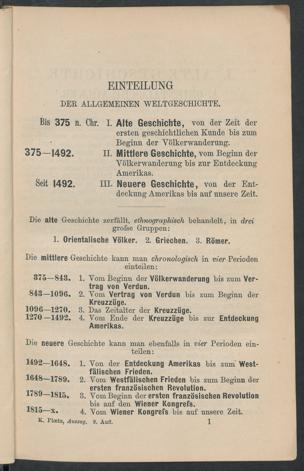 EINTEILUNG
DER ALLGEMEINEN WELTGESCHICHTE.
Bis 375 n. Chr. I. Alte Geschichte, von der Zeit der
ersten geschichtlichen Kunde bis zum
Beginn der Völkerwanderung.
375—1492. II. Mittlere Geschichte, vom Beginn der
Völkerwanderung bis zur Entdeckung
Amerikas.
Seit 1492. III. Neuere Geschichte, von der Ent-
deckung Amerikas bis auf unsere Zeit.
Die alte Geschichte zerfällt, ethnographisch behandelt, in drei
große Gruppen:
1. Orientalische Völker. 2. Griechen. 3. Römer.
Die mittlere Geschichte kann man chronologisch in vier Perioden
einteilen:
375—843. 1. Vom Beginn der Völkerwanderung bis zum Ver-
trag von Verdun.
843—1096. 2. Vom Vertrag von Verdun bis zum Beginn der
Kreuzzüge.
1096—1270. 3. Das Zeitalter der Kreuzzüge.
1270—1492. 4. Vom Ende der Kreuzzüge bis zur Entdeckung
Amerikas.
Die neuere Geschichte kann man ebenfalls in vier Perioden ein-
teilen:
1492—1648. 1. Von der Entdeckung Amerikas bis zum West-
fälischen Frieden.
1648—1789. 2. Vom Westfälischen Frieden bis zum Beginn der
ersten französischen Revolution.
1789—1815. 3. Vom Beginn der ersten französischen Revolution
bis auf den Wiener Kongreß.
1815—x. 4. Vom Wiener Kongreß bis auf unsere Zeit.
K. Ploetz, Auszug. 9. Aufl. 1